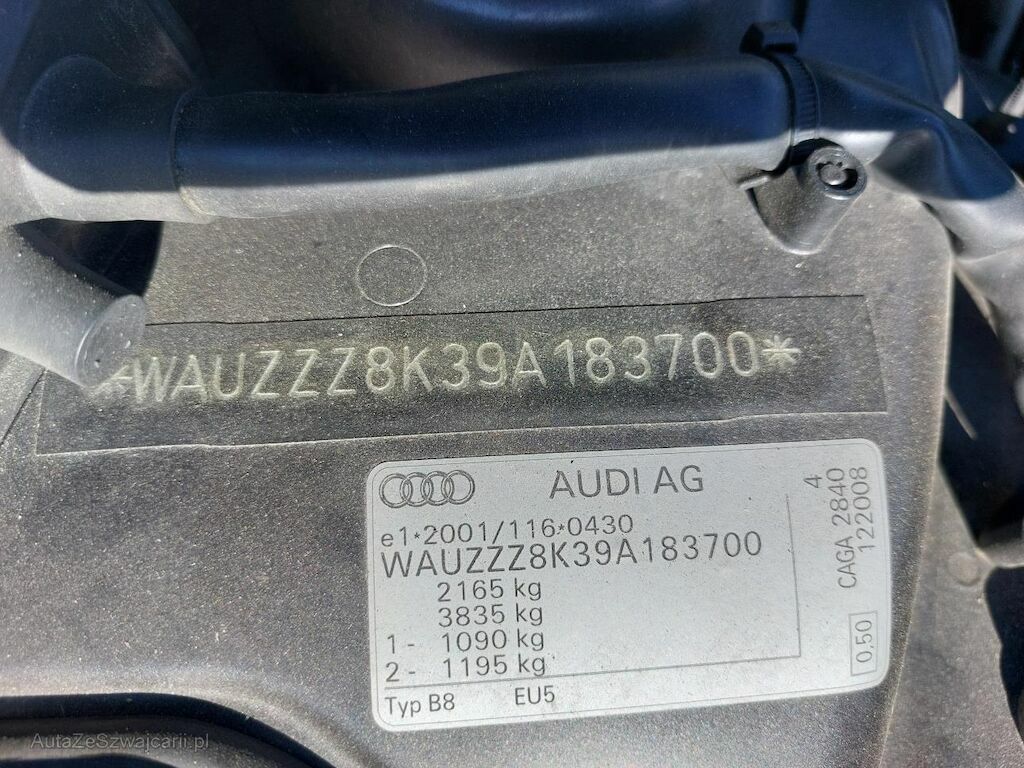 *WAUZZZ8K39A183700*
AUDI AG
e1*2001/116*0430
WAUZZZ8K39A183700
2165 kg
3835 kg
1- 1090 kg
2- 1195 kg
Typ B8 EU5
4
CAGA 2840
122008
0,50
AutaZeSzwajcarii.pl